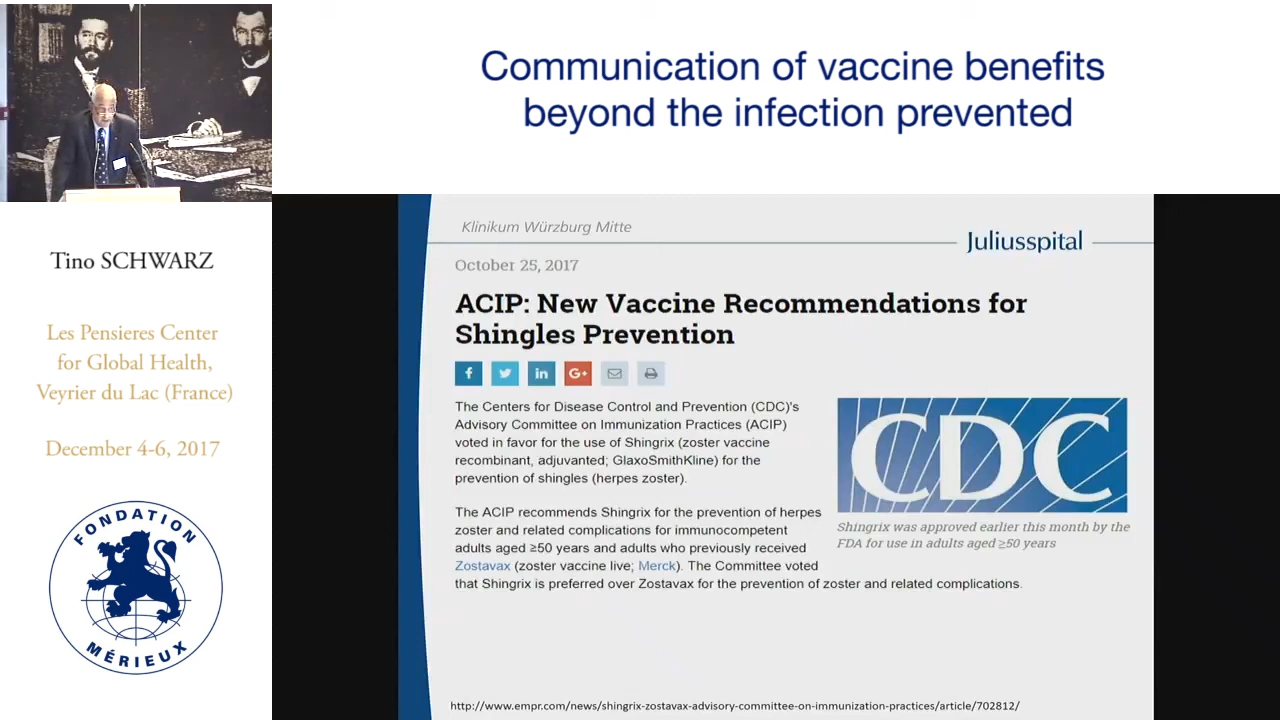 Communication of vaccine benefits
beyond the infection prevented
Tino SCHWARZ
Les Pensieres Center
for Global Health,
Veyrier du Lac (France)
December 4-6, 2017
FONDATION
MÉRIEUX
Klinikum Würzburg Mitte
Juliusspital
October 25, 2017
ACIP: New Vaccine Recommendations for
Shingles Prevention
f
in
G+
The Centers for Disease Control and Prevention (CDC)'s
Advisory Committee on Immunization Practices (ACIP)
voted in favor for the use of Shingrix (zoster vaccine
recombinant, adjuvanted; GlaxoSmithKline) for the
prevention of shingles (herpes zoster).
CDC
Shingrix was approved earlier this month by the
FDA for use in adults aged ≥50 years
The ACIP recommends Shingrix for the prevention of herpes
zoster and related complications for immunocompetent
adults aged ≥50 years and adults who previously received
Zostavax (zoster vaccine live; Merck). The Committee voted
that Shingrix is preferred over Zostavax for the prevention of zoster and related complications.
http://www.empr.com/news/shingrix-zostavax-advisory-committee-on-immunization-practices/article/702812/